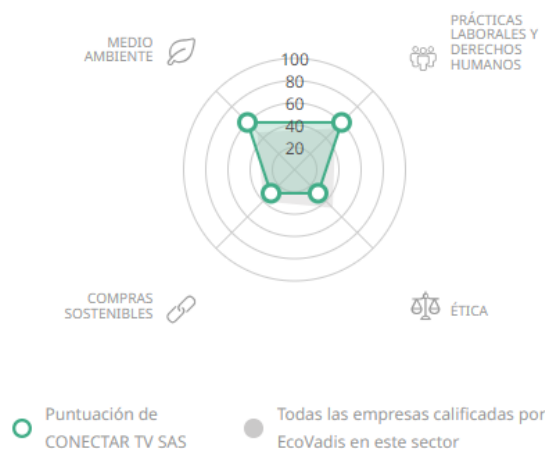 MEDIO
AMBIENTE
PRÁCTICAS
LABORALES Y
DERECHOS
HUMANOS
100
80
60
40
20
COMPRAS
SOSTENIBLES
ÉTICA
Puntuación de
CONECTAR TV SAS
Todas las empresas calificadas por
EcoVadis en este sector